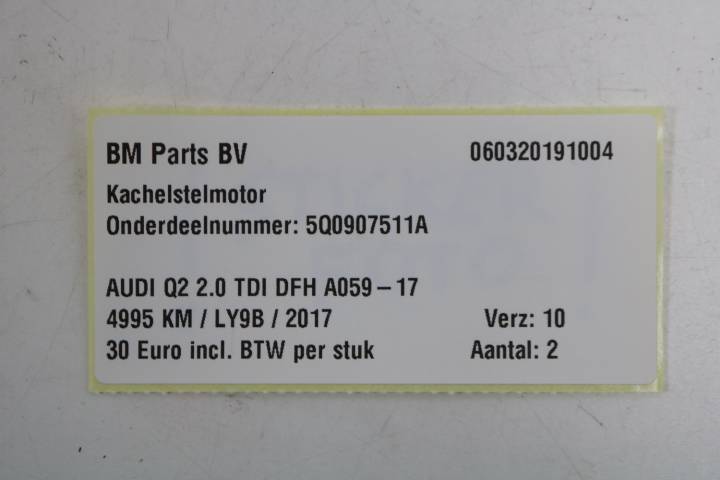 BM Parts BV 060320191004
Kachelstelmotor
Onderdeelnummer: 5Q0907511A
AUDI Q2 2.0 TDI DFH A059 – 17
4995 KM / LY9B / 2017 Verz: 10
30 Euro incl. BTW per stuk Aantal: 2